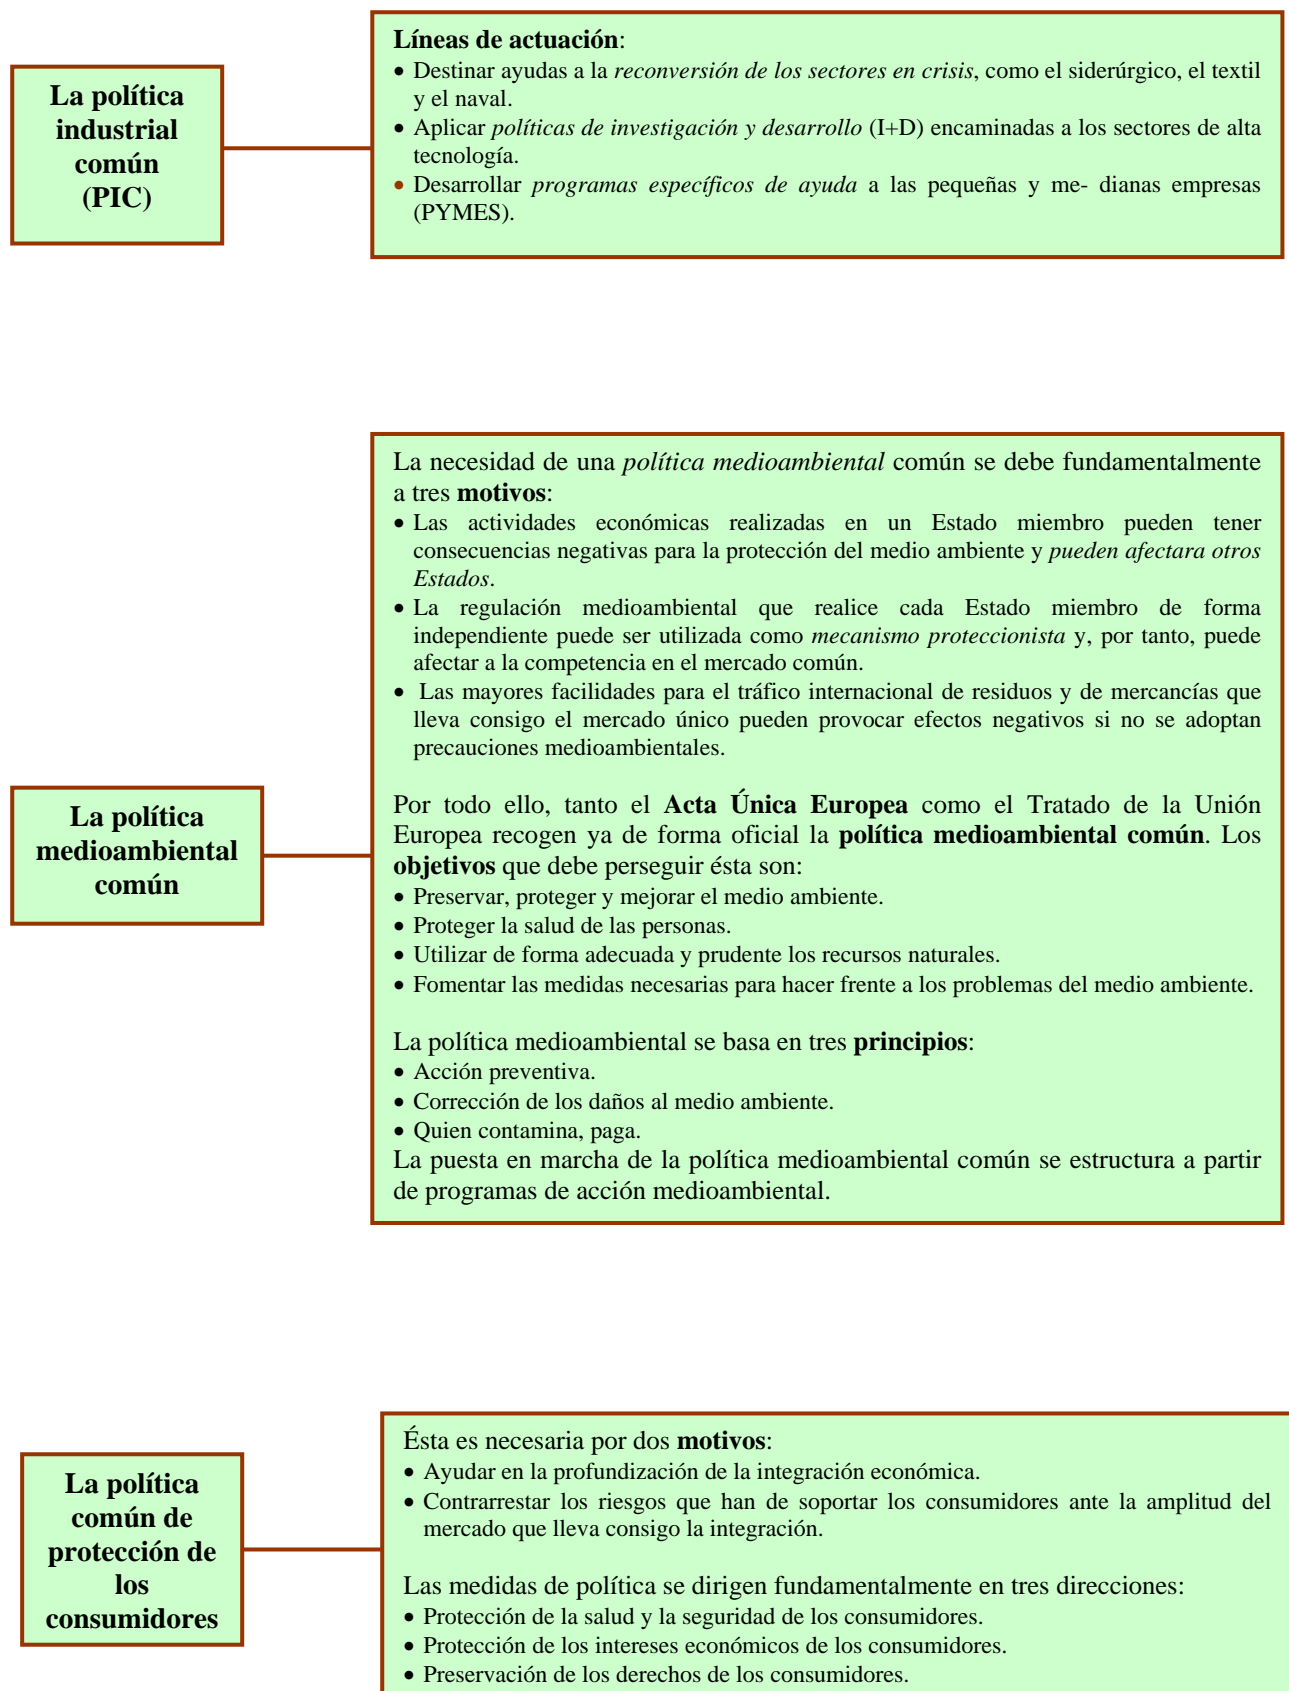 La política
industrial
común
(PIC)
Líneas de actuación:
• Destinar ayudas a la reconversión de los sectores en crisis, como el siderúrgico, el textil
y el naval.
• Aplicar políticas de investigación y desarrollo (I+D) encaminadas a los sectores de alta
tecnología.
• Desarrollar programas específicos de ayuda a las pequeñas y me- dianas empresas
(PYMES).
La política
medioambiental
común
La necesidad de una política medioambiental común se debe fundamentalmente
a tres motivos:
• Las actividades económicas realizadas en un Estado miembro pueden tener
consecuencias negativas para la protección del medio ambiente y pueden afectara otros
Estados.
• La regulación medioambiental que realice cada Estado miembro de forma
independiente puede ser utilizada como mecanismo proteccionista y, por tanto, puede
afectar a la competencia en el mercado común.
• Las mayores facilidades para el tráfico internacional de residuos y de mercancías que
lleva consigo el mercado único pueden provocar efectos negativos si no se adoptan
precauciones medioambientales.
Por todo ello, tanto el Acta Única Europea como el Tratado de la Unión
Europea recogen ya de forma oficial la política medioambiental común. Los
objetivos que debe perseguir ésta son:
• Preservar, proteger y mejorar el medio ambiente.
• Proteger la salud de las personas.
• Utilizar de forma adecuada y prudente los recursos naturales.
• Fomentar las medidas necesarias para hacer frente a los problemas del medio ambiente.
La política medioambiental se basa en tres principios:
• Acción preventiva.
• Corrección de los daños al medio ambiente.
• Quien contamina, paga.
La puesta en marcha de la política medioambiental común se estructura a partir
de programas de acción medioambiental.
La política
común de
protección de
los
consumidores
Ésta es necesaria por dos motivos:
• Ayudar en la profundización de la integración económica.
• Contrarrestar los riesgos que han de soportar los consumidores ante la amplitud del
mercado que lleva consigo la integración.
Las medidas de política se dirigen fundamentalmente en tres direcciones:
• Protección de la salud y la seguridad de los consumidores.
• Protección de los intereses económicos de los consumidores.
• Preservación de los derechos de los consumidores.